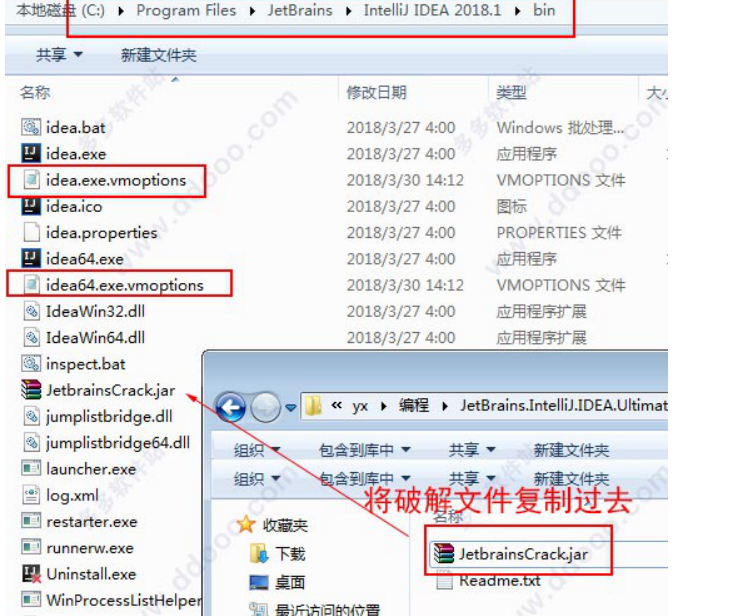 本地磁盘 (C:) ▸ Program Files ▸ JetBrains ▸ IntelliJ IDEA 2018.1 ▸ bin
共享 ▼ 新建文件夹
名称 修改日期 类型
idea.bat 2018/3/27 4:00 Windows 批处理...
idea.exe 2018/3/27 4:00 应用程序
idea.exe.vmoptions 2018/3/30 14:12 VMOPTIONS 文件
idea.ico 2018/3/27 4:00 图标
idea.properties 2018/3/27 4:00 PROPERTIES 文件
idea64.exe 2018/3/27 4:00 应用程序
idea64.exe.vmoptions 2018/3/30 14:12 VMOPTIONS 文件
IdeaWin32.dll 2018/3/27 4:00 应用程序扩展
IdeaWin64.dll 2018/3/27 4:00 应用程序扩展
inspect.bat
JetbrainsCrack.jar
jumplistbridge.dll
jumplistbridge64.dll
launcher.exe
log.xml
restarter.exe
runnerw.exe
Uninstall.exe
WinProcessListHelper
« yx ▸ 编程 ▸ JetBrains.IntelliJ.IDEA.Ultimat
组织 ▼ 包含到库中 ▼ 共享 ▼ 新建文件夹
组织 ▼ 包含到库中 ▼ 共享 ▼ 新建文件夹
将破解文件复制过去
收藏夹 名称
下载 JetbrainsCrack.jar
桌面 Readme.txt
最近访问的位置
多多软件站
www.ddooo.com